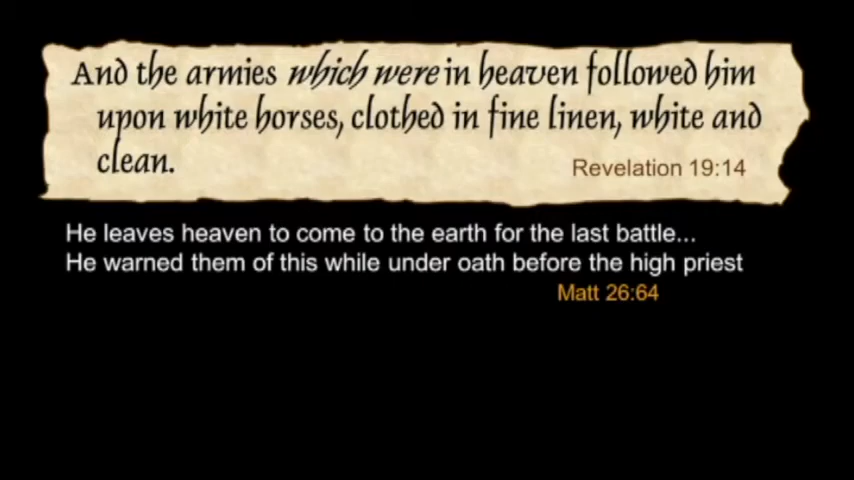 And the armies which were in heaven followed him
upon white horses, clothed in fine linen, white and
clean.
Revelation 19:14
He leaves heaven to come to the earth for the last battle...
He warned them of this while under oath before the high priest
Matt 26:64